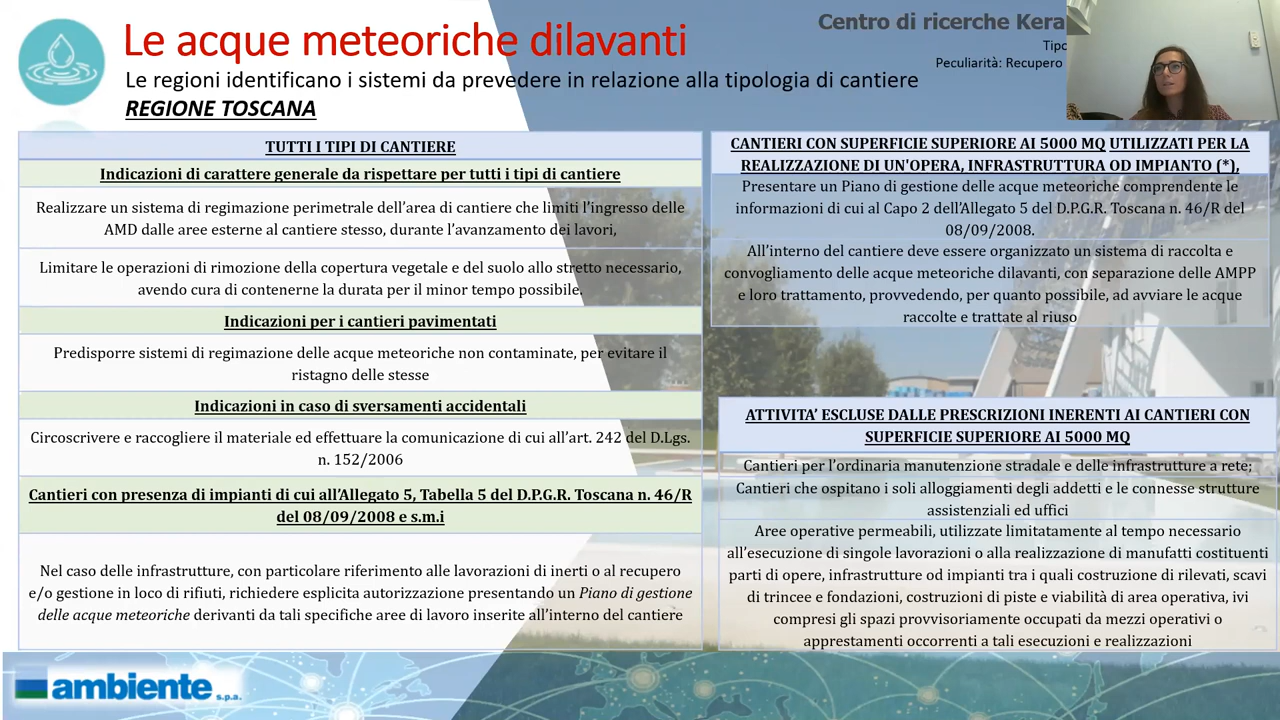 Le acque meteoriche dilavanti
Le regioni identificano i sistemi da prevedere in relazione alla tipologia di cantiere
REGIONE TOSCANA
Centro di ricerche Kera
Tipo
Peculiarità: Recupero
TUTTI I TIPI DI CANTIERE
Indicazioni di carattere generale da rispettare per tutti i tipi di cantiere
Realizzare un sistema di regimazione perimetrale dell'area di cantiere che limiti l'ingresso delle
AMD dalle aree esterne al cantiere stesso, durante l'avanzamento dei lavori,
Limitare le operazioni di rimozione della copertura vegetale e del suolo allo stretto necessario,
avendo cura di contenerne la durata per il minor tempo possibile.
Indicazioni per i cantieri pavimentati
Predisporre sistemi di regimazione delle acque meteoriche non contaminate, per evitare il
ristagno delle stesse
Indicazioni in caso di sversamenti accidentali
Circoscrivere e raccogliere il materiale ed effettuare la comunicazione di cui all'art. 242 del D.Lgs.
n. 152/2006
Cantieri con presenza di impianti di cui all'Allegato 5, Tabella 5 del D.P.G.R. Toscana n. 46/R
del 08/09/2008 e s.m.i
Nel caso delle infrastrutture, con particolare riferimento alle lavorazioni di inerti o al recupero
e/o gestione in loco di rifiuti, richiedere esplicita autorizzazione presentando un Piano di gestione
delle acque meteoriche derivanti da tali specifiche aree di lavoro inserite all'interno del cantiere
CANTIERI CON SUPERFICIE SUPERIORE AI 5000 MQ UTILIZZATI PER LA
REALIZZAZIONE DI UN'OPERA, INFRASTRUTTURA OD IMPIANTO (*),
Presentare un Piano di gestione delle acque meteoriche comprendente le
informazioni di cui al Capo 2 dell'Allegato 5 del D.P.G.R. Toscana n. 46/R del
08/09/2008.
All'interno del cantiere deve essere organizzato un sistema di raccolta e
convogliamento delle acque meteoriche dilavanti, con separazione delle AMPP
e loro trattamento, provvedendo, per quanto possibile, ad avviare le acque
raccolte e trattate al riuso
ATTIVITA' ESCLUSE DALLE PRESCRIZIONI INERENTI AI CANTIERI CON
SUPERFICIE SUPERIORE AI 5000 MQ
Cantieri per l'ordinaria manutenzione stradale e delle infrastrutture a rete;
Cantieri che ospitano i soli alloggiamenti degli addetti e le connesse strutture
assistenziali ed uffici
Aree operative permeabili, utilizzate limitatamente al tempo necessario
all'esecuzione di singole lavorazioni o alla realizzazione di manufatti costituenti
parti di opere, infrastrutture od impianti tra i quali costruzione di rilevati, scavi
di trincee e fondazioni, costruzioni di piste e viabilità di area operativa, ivi
compresi gli spazi provvisoriamente occupati da mezzi operativi o
apprestamenti occorrenti a tali esecuzioni e realizzazioni
ambiente s.p.a.